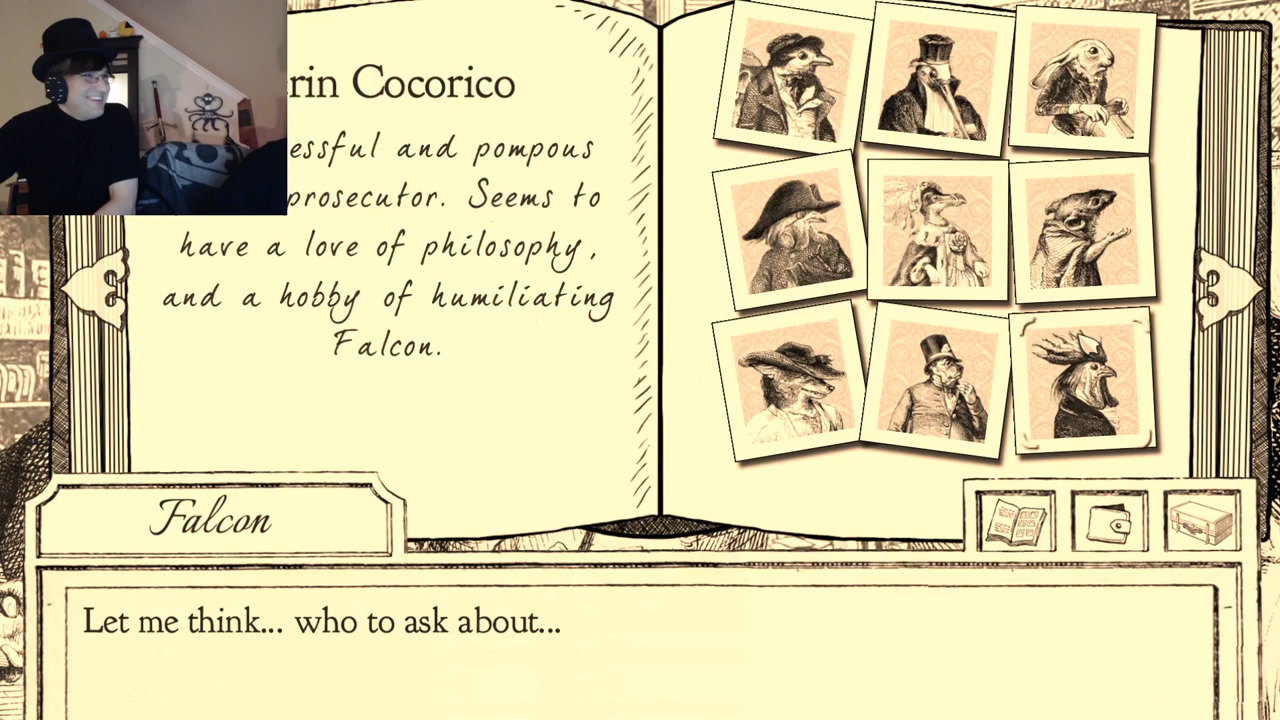 rin Cocorico
essful and pompous
prosecutor. Seems to
have a love of philosophy,
and a hobby of humiliating
Falcon.
Falcon
Let me think... who to ask about...